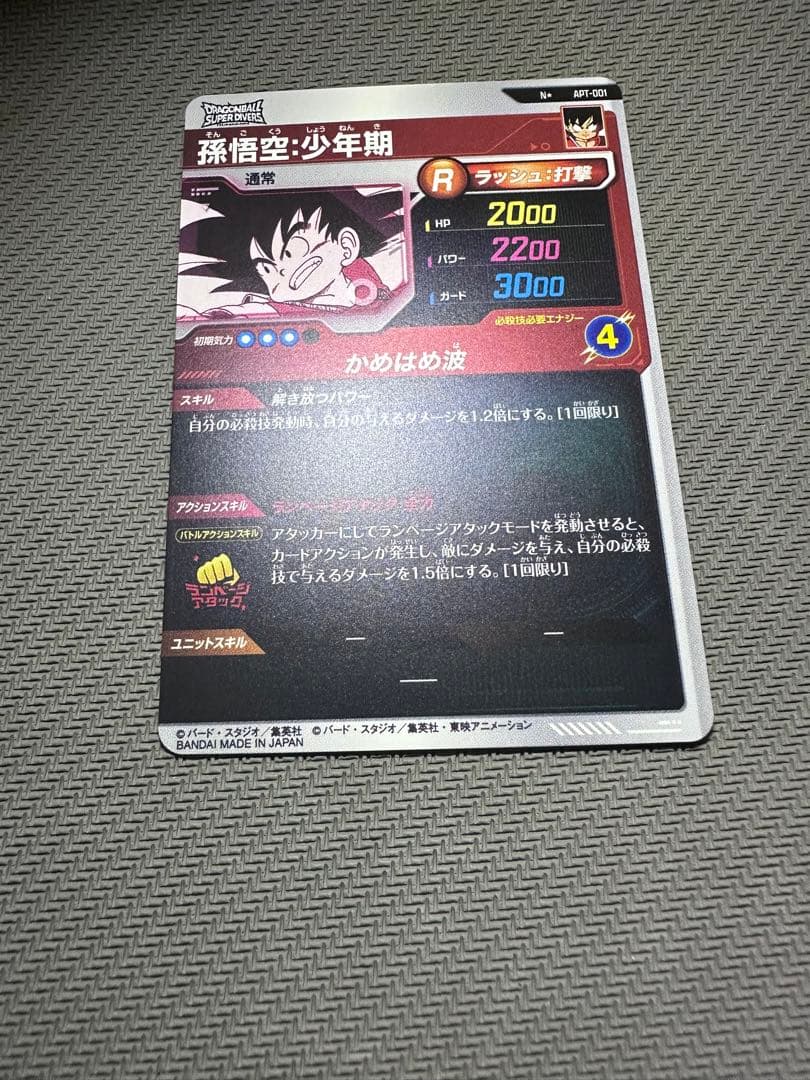 N★ APT-001
DRAGONBALL
SUPER DIVERS
そん ご くう しょう ねん き
孫悟空:少年期
通常
R ラッシュ:打撃
HP 2000
パワー 2200
ガード 3000
初期気力
必殺技必要エナジー 4
かめはめ波
スキル 解き放つパワー
自分の必殺技発動時、自分の与えるダメージを1.2倍にする。[1回限り]
アクションスキル
バトルアクションスキル
アタッカーにしてランページアタックモードを発動させると、
カードアクションが発生し、敵にダメージを与え、自分の必殺
技で与えるダメージを1.5倍にする。[1回限り]
ランページ
アタック
ユニットスキル
© バード・スタジオ/集英社 © バード・スタジオ/集英社・東映アニメーション
BANDAI MADE IN JAPAN